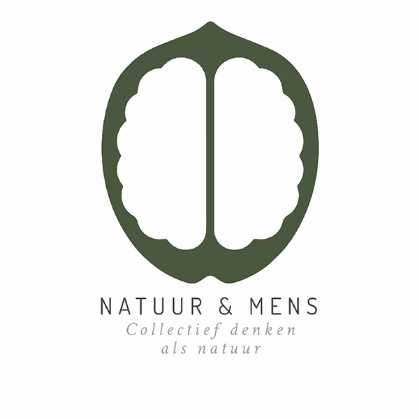 NATUUR & MENS
Collectief denken
als natuur